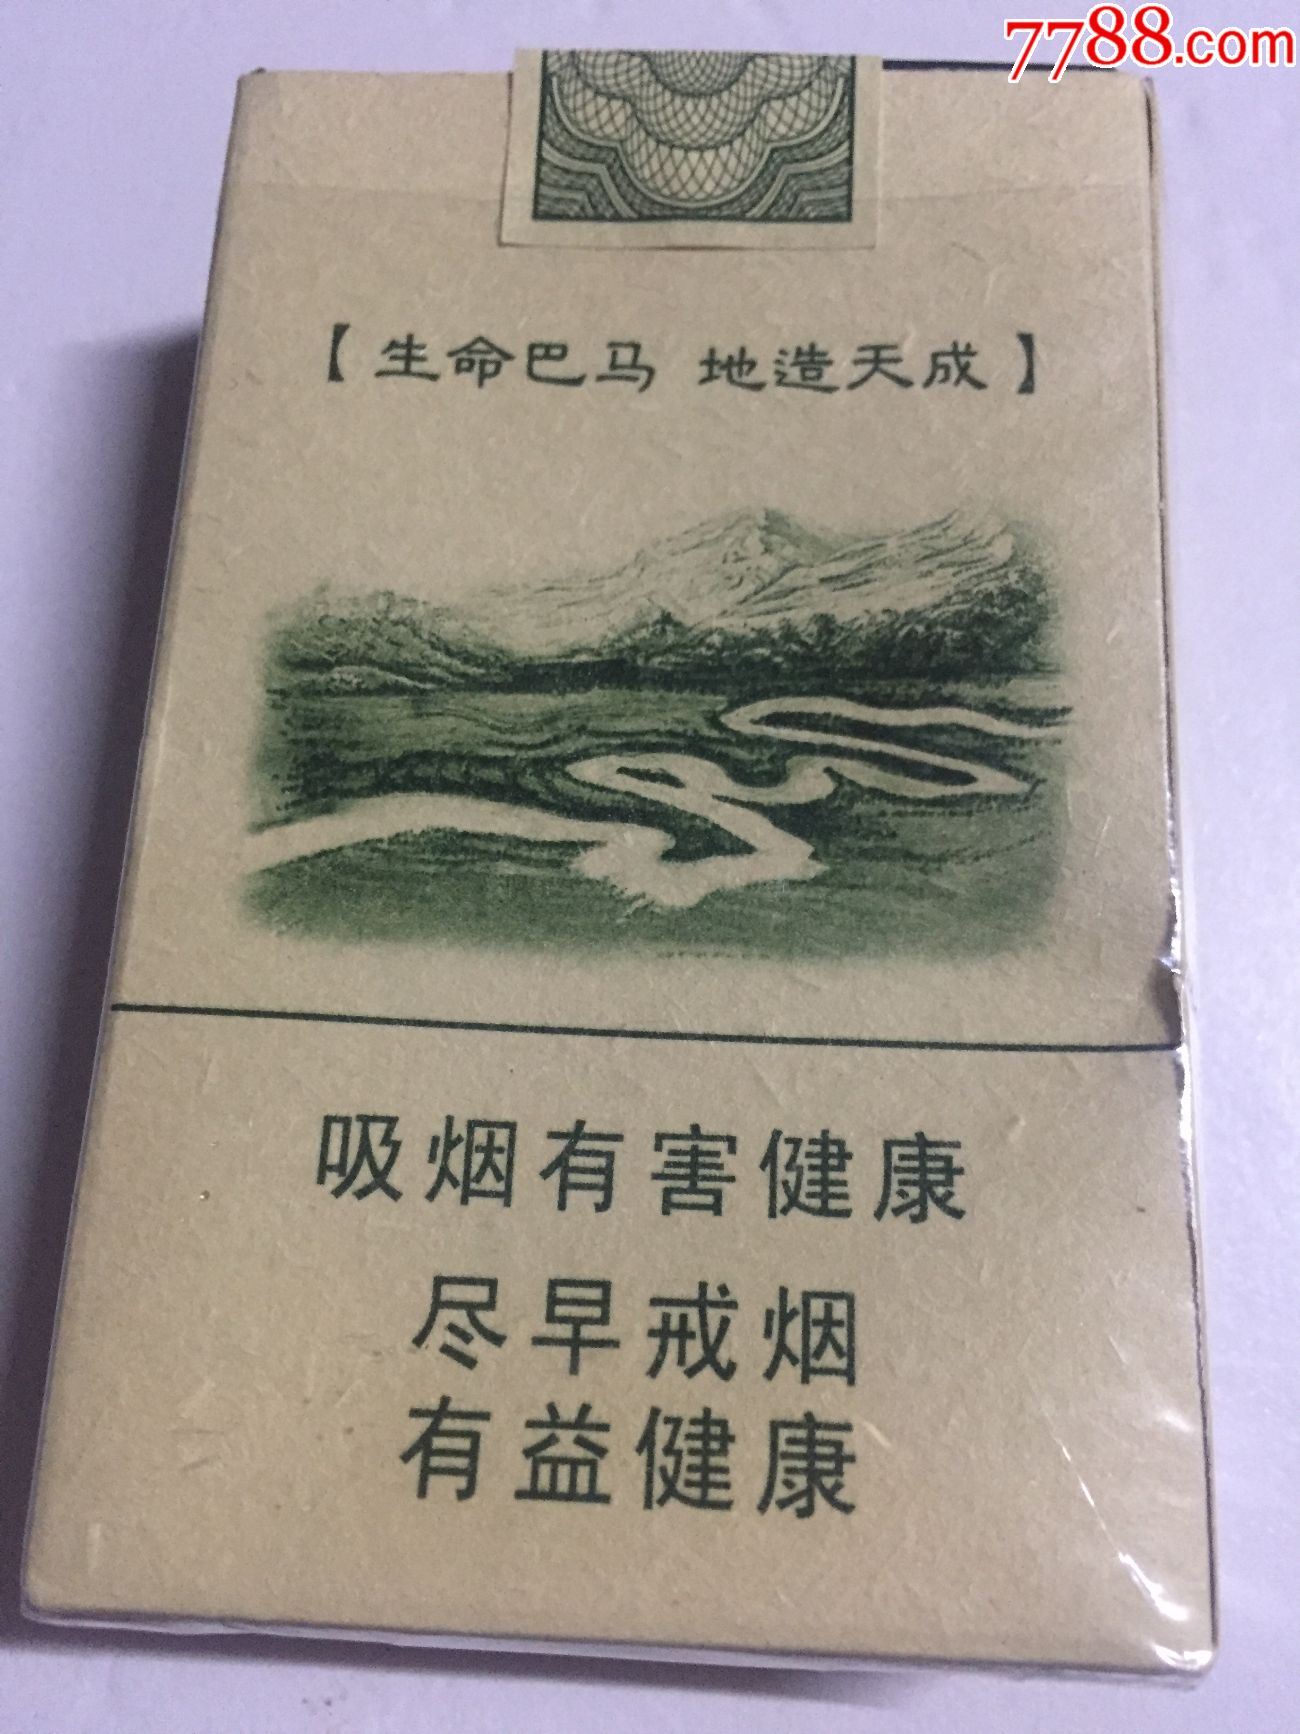 7788.com
【生命巴马 地造天成】
吸烟有害健康
尽早戒烟
有益健康